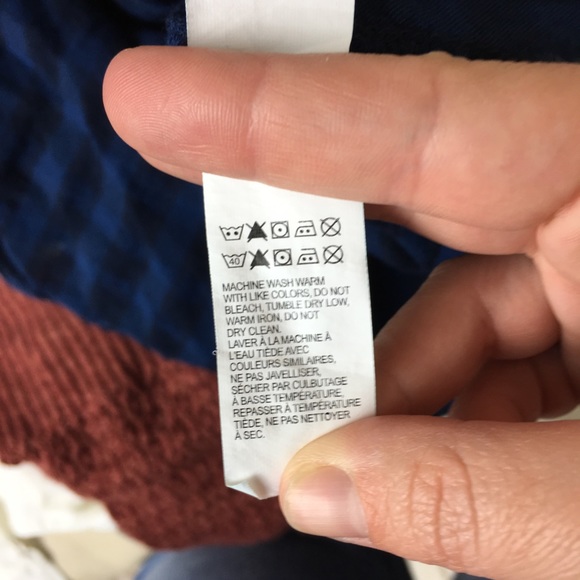 40
MACHINE WASH WARM
WITH LIKE COLORS, DO NOT
BLEACH, TUMBLE DRY LOW,
WARM IRON, DO NOT
DRY CLEAN.
LAVER À LA MACHINE À
L'EAU TIÈDE AVEC
COULEURS SIMILAIRES,
NE PAS JAVELLISER,
SÉCHER PAR CULBUTAGE
À BASSE TEMPÉRATURE,
REPASSER À TEMPÉRATURE
TIÈDE, NE PAS NETTOYER
À SEC.